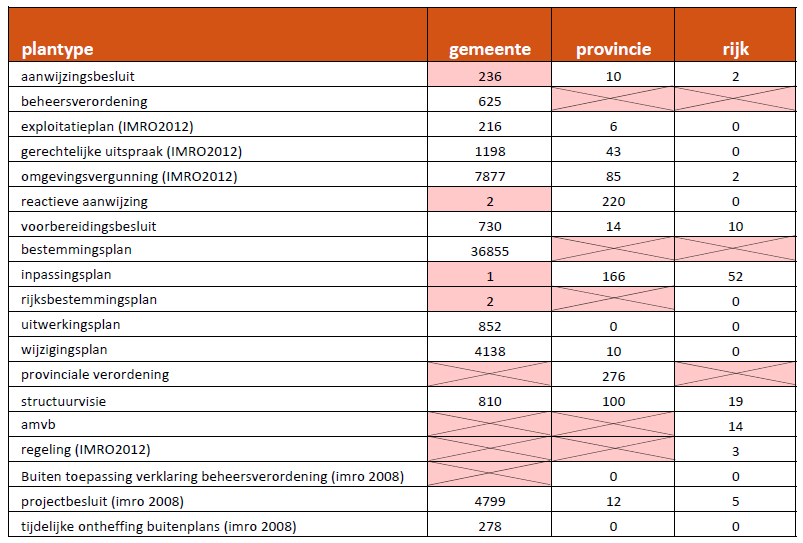 plantype gemeente provincie rijk
aanwijzingsbesluit 236 10 2
beheersverordening 625
exploitatieplan (IMRO2012) 216 6 0
gerechtelijke uitspraak (IMRO2012) 1198 43 0
omgevingsvergunning (IMRO2012) 7877 85 2
reactieve aanwijzing 2 220 0
voorbereidingsbesluit 730 14 10
bestemmingsplan 36855
inpassingsplan 1 166 52
rijksbestemmingsplan 2 0
uitwerkingsplan 852 0 0
wijzigingsplan 4138 10 0
provinciale verordening 276
structuurvisie 810 100 19
amvb 14
regeling (IMRO2012) 3
Buiten toepassing verklaring beheersverordening (imro 2008) 0 0
projectbesluit (imro 2008) 4799 12 5
tijdelijke ontheffing buitenplans (imro 2008) 278 0 0